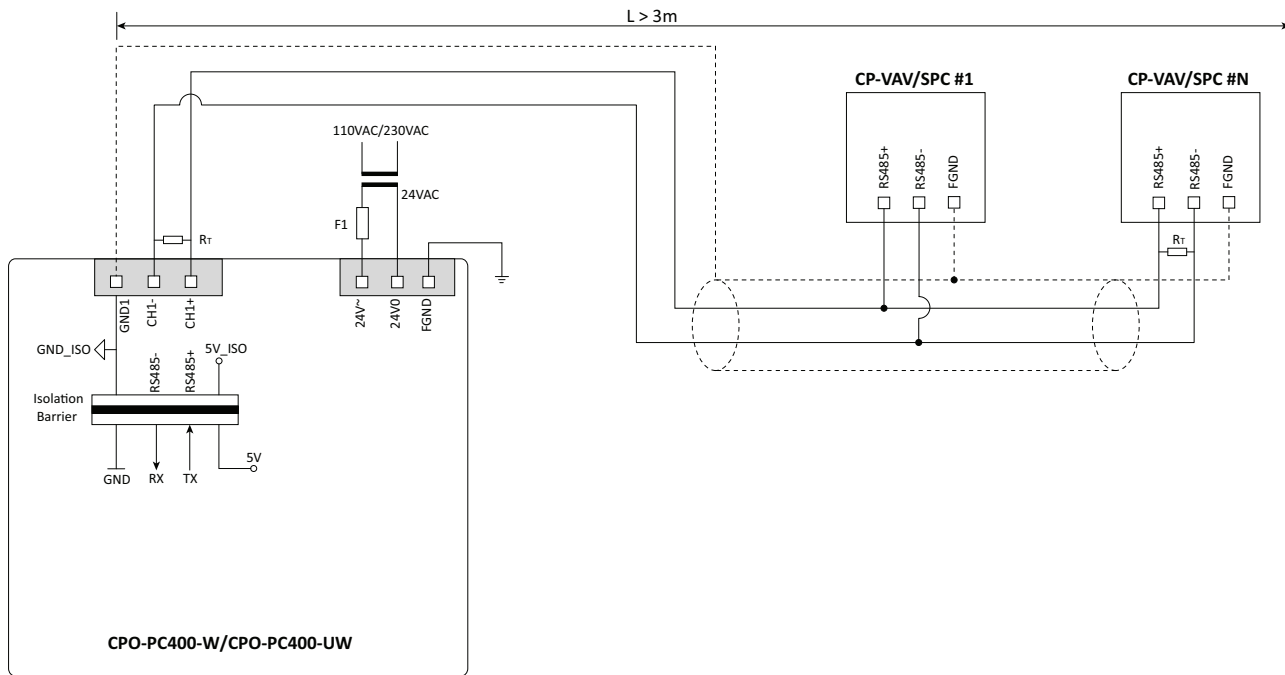 L > 3m
CP-VAV/SPC #1
CP-VAV/SPC #N
110VAC/230VAC
RS485+
RS485-
FGND
RS485+
RS485-
FGND
24VAC
F1
RT
RT
GND1
CH1-
CH1+
24V~
24V0
FGND
GND_ISO
RS485-
RS485+
5V_ISO
Isolation
Barrier
5V
GND
RX
TX
CPO-PC400-W/CPO-PC400-UW